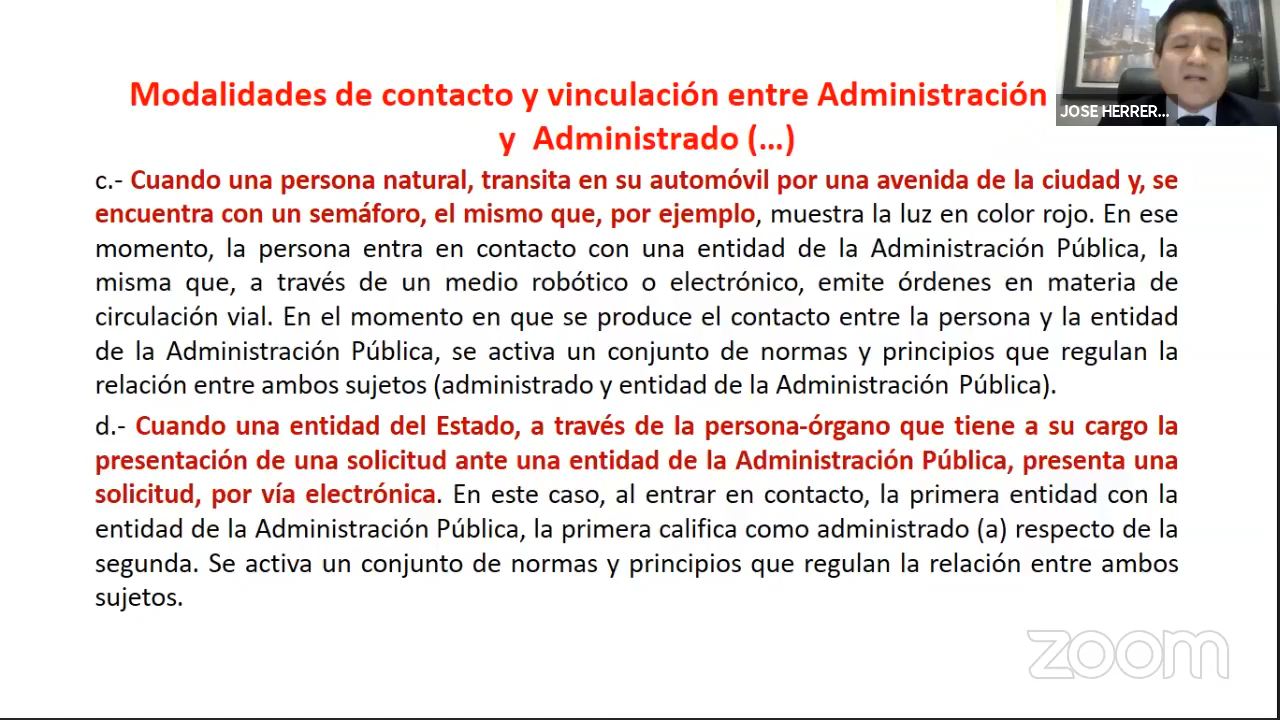 Modalidades de contacto y vinculación entre Administración
y Administrado (...)
JOSE HERRER...
c.- Cuando una persona natural, transita en su automóvil por una avenida de la ciudad y, se
encuentra con un semáforo, el mismo que, por ejemplo, muestra la luz en color rojo. En ese
momento, la persona entra en contacto con una entidad de la Administración Pública, la
misma que, a través de un medio robótico o electrónico, emite órdenes en materia de
circulación vial. En el momento en que se produce el contacto entre la persona y la entidad
de la Administración Pública, se activa un conjunto de normas y principios que regulan la
relación entre ambos sujetos (administrado y entidad de la Administración Pública).
d.- Cuando una entidad del Estado, a través de la persona-órgano que tiene a su cargo la
presentación de una solicitud ante una entidad de la Administración Pública, presenta una
solicitud, por vía electrónica. En este caso, al entrar en contacto, la primera entidad con la
entidad de la Administración Pública, la primera califica como administrado (a) respecto de la
segunda. Se activa un conjunto de normas y principios que regulan la relación entre ambos
sujetos.
zoom